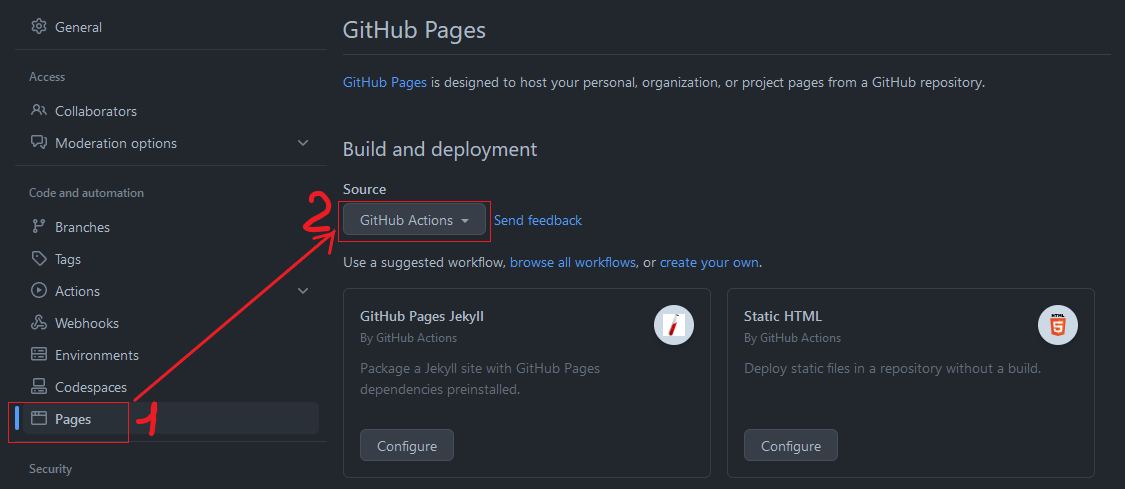 General
Access
Collaborators
Moderation options
Code and automation
Branches
Tags
Actions
Webhooks
Environments
Codespaces
Pages
1
Security
GitHub Pages
GitHub Pages is designed to host your personal, organization, or project pages from a GitHub repository.
Build and deployment
Source
2
GitHub Actions
Send feedback
Use a suggested workflow, browse all workflows, or create your own.
GitHub Pages Jekyll
By GitHub Actions
Package a Jekyll site with GitHub Pages
dependencies preinstalled.
Configure
Static HTML
By GitHub Actions
Deploy static files in a repository without a build.
HTML
5
Configure